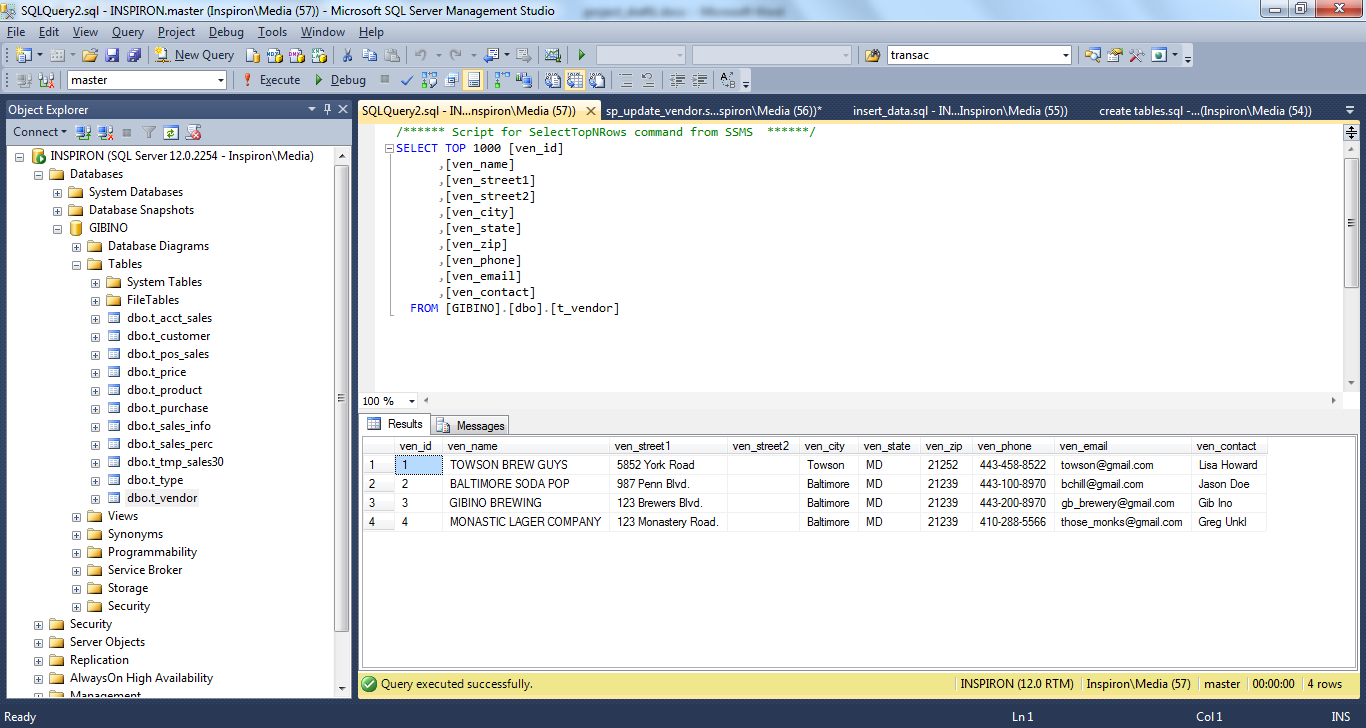 SQLQuery2.sql - INSPIRON.master (Inspiron\Media (57)) - Microsoft SQL Server Management Studio
File Edit View Query Project Debug Tools Window Help
New Query transac
master Execute Debug
Object Explorer
Connect
INSPIRON (SQL Server 12.0.2254 - Inspiron\Media)
Databases
System Databases
Database Snapshots
GIBINO
Database Diagrams
Tables
System Tables
FileTables
dbo.t_acct_sales
dbo.t_customer
dbo.t_pos_sales
dbo.t_price
dbo.t_product
dbo.t_purchase
dbo.t_sales_info
dbo.t_sales_perc
dbo.t_tmp_sales30
dbo.t_type
dbo.t_vendor
Views
Synonyms
Programmability
Service Broker
Storage
Security
Security
Server Objects
Replication
AlwaysOn High Availability
Management
SQLQuery2.sql - IN...nspiron\Media (57)) sp_update_vendor.s...spiron\Media (56))* insert_data.sql - IN...Inspiron\Media (55)) create tables.sql -...(Inspiron\Media (54))
/****** Script for SelectTopNRows command from SSMS ******/
SELECT TOP 1000 [ven_id]
,[ven_name]
,[ven_street1]
,[ven_street2]
,[ven_city]
,[ven_state]
,[ven_zip]
,[ven_phone]
,[ven_email]
,[ven_contact]
FROM [GIBINO].[dbo].[t_vendor]
100 %
Results Messages
ven_id ven_name ven_street1 ven_street2 ven_city ven_state ven_zip ven_phone ven_email ven_contact
1 1 TOWSON BREW GUYS 5852 York Road Towson MD 21252 443-458-8522 towson@gmail.com Lisa Howard
2 2 BALTIMORE SODA POP 987 Penn Blvd. Baltimore MD 21239 443-100-8970 bchill@gmail.com Jason Doe
3 3 GIBINO BREWING 123 Brewers Blvd. Baltimore MD 21239 443-200-8970 gb_brewery@gmail.com Gib Ino
4 4 MONASTIC LAGER COMPANY 123 Monastery Road. Baltimore MD 21239 410-288-5566 those_monks@gmail.com Greg Unkl
Query executed successfully. INSPIRON (12.0 RTM) Inspiron\Media (57) master 00:00:00 4 rows
Ready Ln 1 Col 1 INS